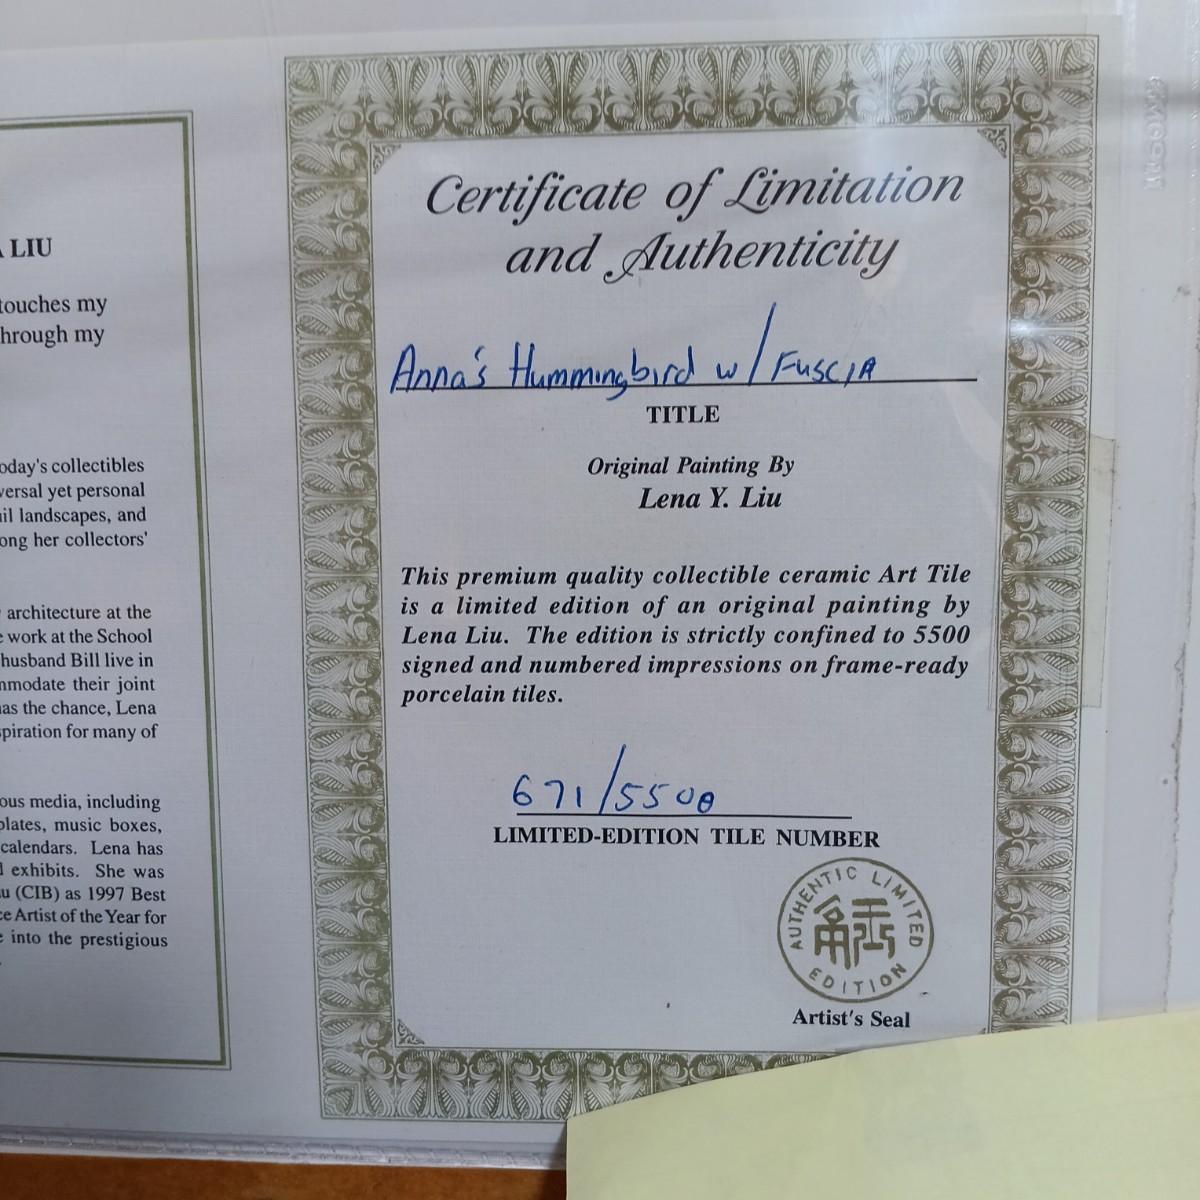 A LIU
touches my
hrough my
oday's collectibles
versal yet personal
ail landscapes, and
ong her collectors'
architecture at the
e work at the School
husband Bill live in
mmodate their joint
as the chance, Lena
spiration for many of
ous media, including
plates, music boxes,
calendars. Lena has
d exhibits. She was
u (CIB) as 1997 Best
ce Artist of the Year for
e into the prestigious
Certificate of Limitation
and Authenticity
Anna's Hummingbird w/ Fuscia
TITLE
Original Painting By
Lena Y. Liu
This premium quality collectible ceramic Art Tile
is a limited edition of an original painting by
Lena Liu. The edition is strictly confined to 5500
signed and numbered impressions on frame-ready
porcelain tiles.
671/5500
LIMITED-EDITION TILE NUMBER
AUTHENTIC LIMITED
EDITION
Artist's Seal